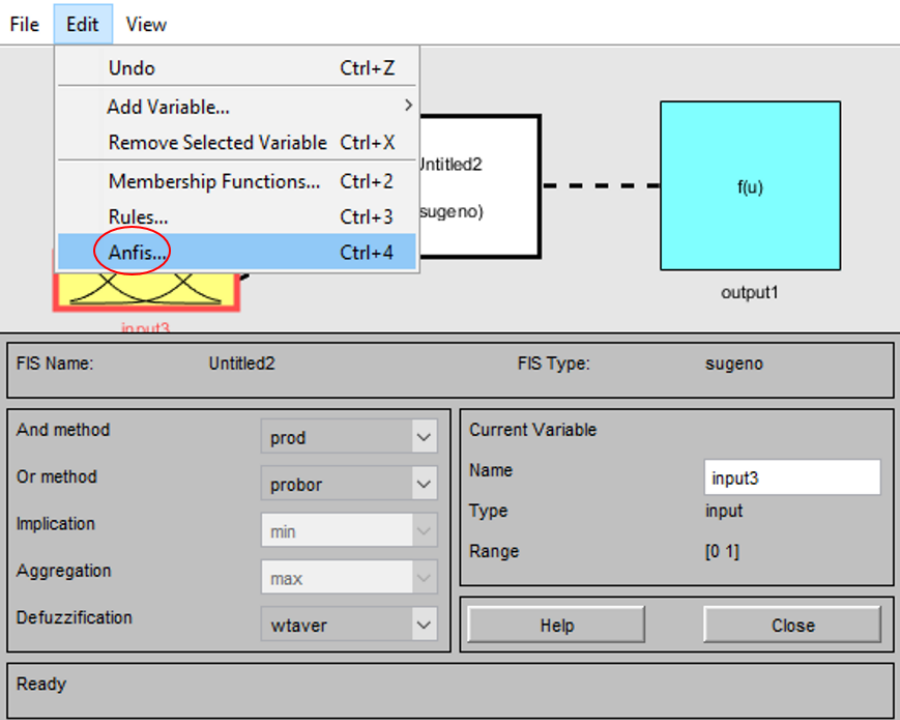 File Edit View
Undo Ctrl+Z
Add Variable...
Remove Selected Variable Ctrl+X
Membership Functions... Ctrl+2
Rules... Ctrl+3
Anfis... Ctrl+4
Untitled2
sugeno)
f(u)
output1
input3
FIS Name: Untitled2 FIS Type: sugeno
And method prod
Or method probor
Implication min
Aggregation max
Defuzzification wtaver
Current Variable
Name input3
Type input
Range [0 1]
Help Close
Ready